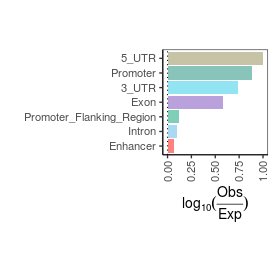 5_UTR
Promoter
3_UTR
Exon
Promoter_Flanking_Region
Intron
Enhancer
0.00 0.25 0.50 0.75 1.00
log10(Obs/Exp)